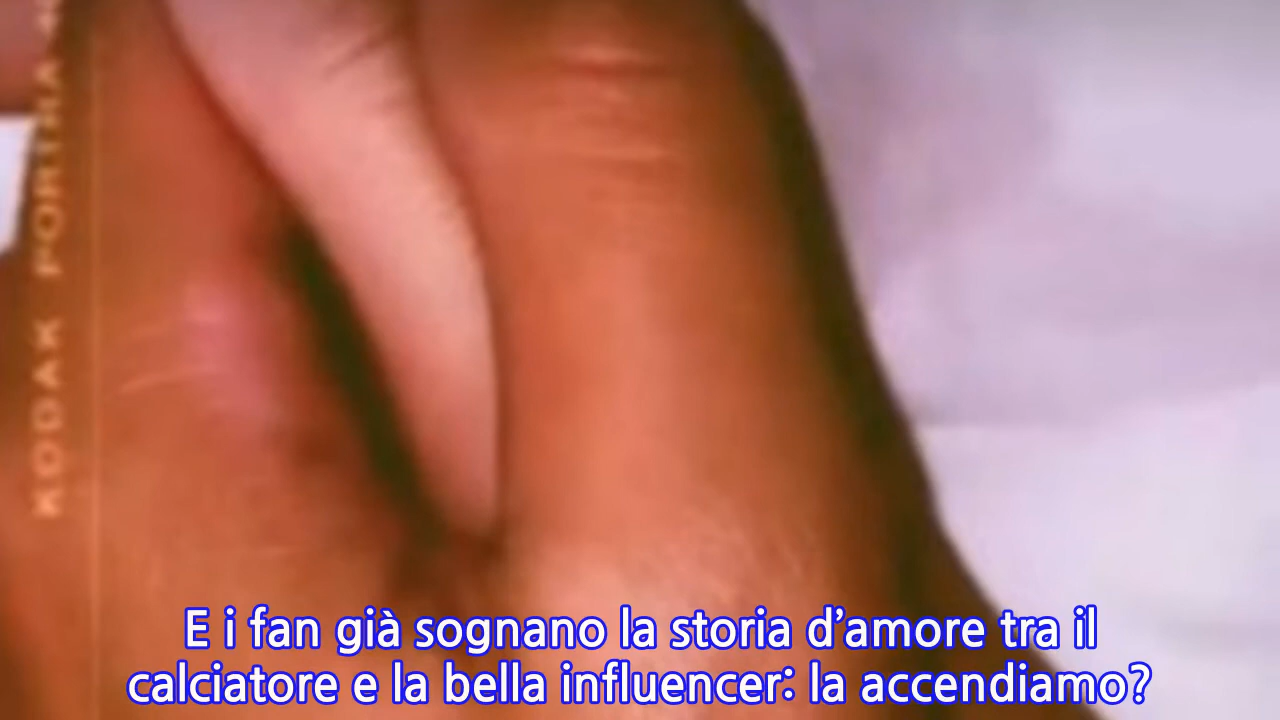 KODAK PORTRA
E i fan già sognano la storia d’amore tra il
calciatore e la bella influencer: la accendiamo?